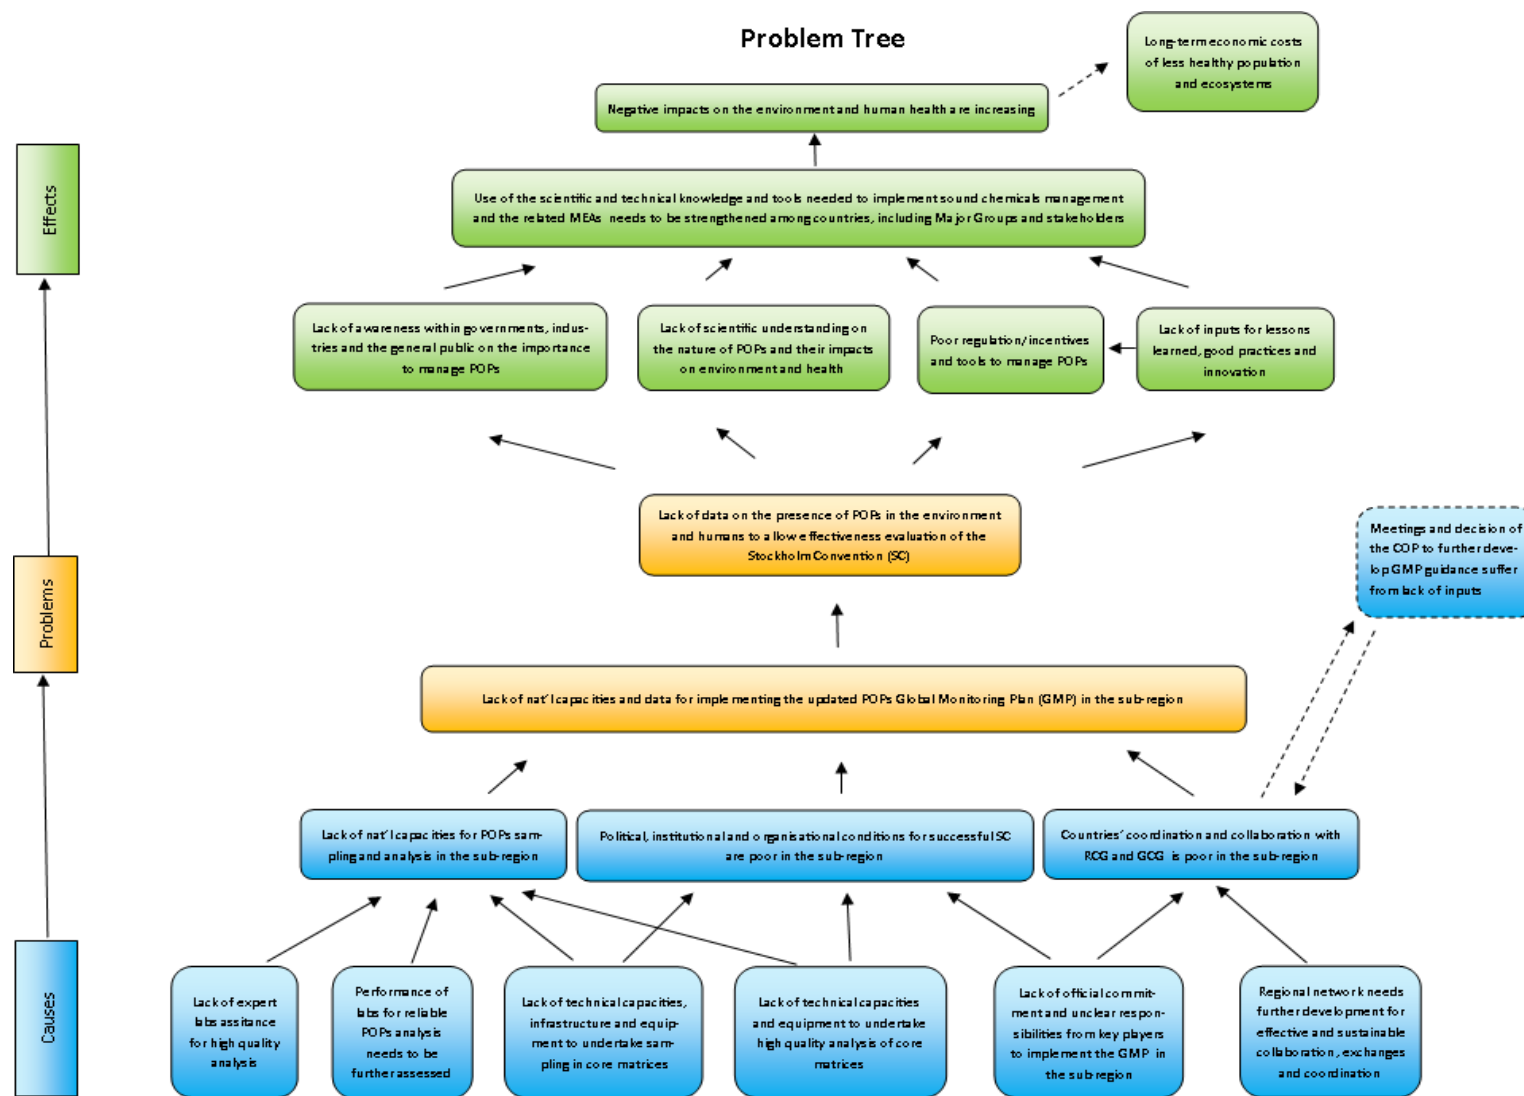 Problem Tree
Long-term economic costs
of less healthy population
and ecosystems
Negative impacts on the environment and human health are increasing
Effects
Use of the scientific and technical knowledge and tools needed to implement sound chemicals management
and the related MEAs needs to be strengthened among countries, including Major Groups and stakeholders
Lack of awareness within governments, indus-
tries and the general public on the importance
to manage POPs
Lack of scientific understanding on
the nature of POPs and their impacts
on environment and health
Poor regulation/incentives
and tools to manage POPs
Lack of inputs for lessons
learned, good practices and
innovation
Problems
Lack of data on the presence of POPs in the environment
and humans to allow effectiveness evaluation of the
Stockholm Convention (SC)
Meetings and decision of
the COP to further deve-
lop GMP guidance suffer
from lack of inputs
Lack of nat'l capacities and data for implementing the updated POPs Global Monitoring Plan (GMP) in the sub-region
Lack of nat'l capacities for POPs sam-
pling and analysis in the sub-region
Political, institutional and organisational conditions for successful SC
are poor in the sub-region
Countries' coordination and collaboration with
RCG and GCG is poor in the sub-region
Causes
Lack of expert
labs assitance
for high quality
analysis
Performance of
labs for reliable
POPs analysis
needs to be
further assessed
Lack of technical capacities,
infrastructure and equip-
ment to undertake sam-
pling in core matrices
Lack of technical capacities
and equipment to undertake
high quality analysis of core
matrices
Lack of official commit-
ment and unclear respon-
sibilities from key players
to implement the GMP in
the sub-region
Regional network needs
further development for
effective and sustainable
collaboration, exchanges
and coordination